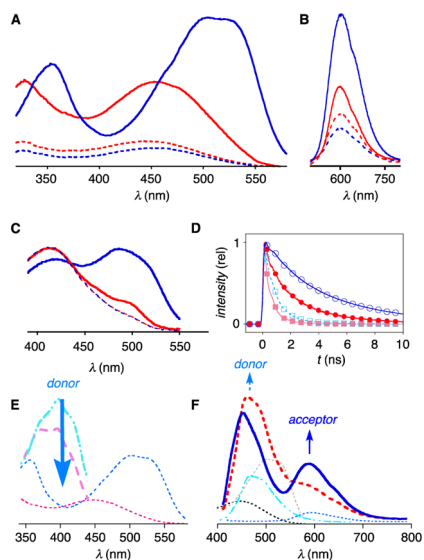 A
B
350 400 450 500 550
λ (nm)
600 750
λ (nm)
C
D
intensity (rel)
1
0
400 450 500 550
λ (nm)
0 2 4 6 8 10
t (ns)
E
donor
350 400 450 500 550
λ (nm)
F
donor
acceptor
400 500 600 700 800
λ (nm)